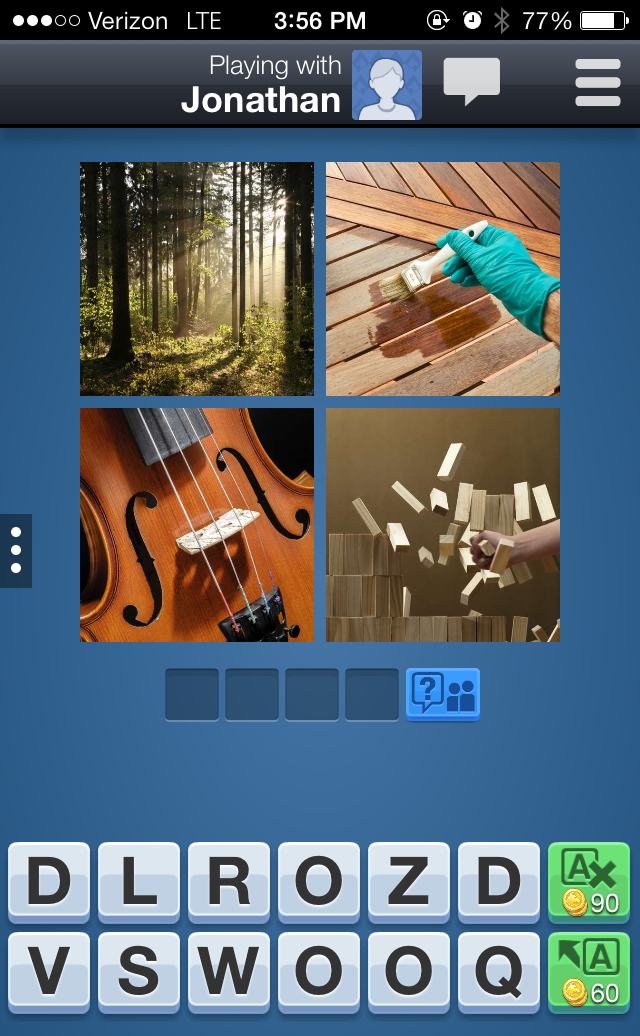 Verizon LTE 3:56 PM 77%
Playing with
Jonathan
?
D L R O Z D A 90
V S W O O Q A 60